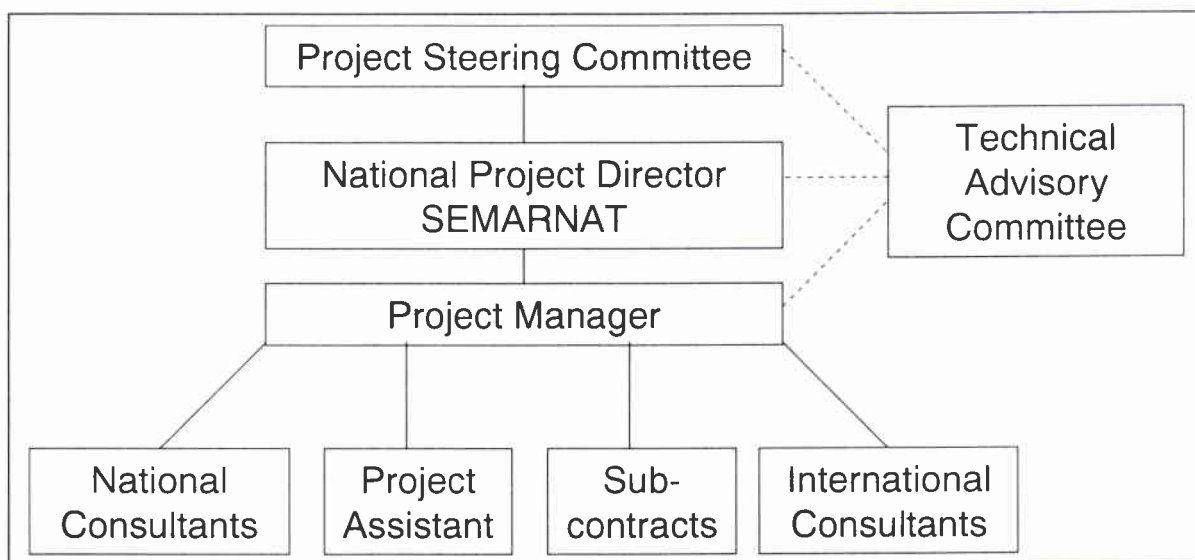 Project Steering Committee
National Project Director
SEMARNAT
Technical
Advisory
Committee
Project Manager
National
Consultants
Project
Assistant
Sub-
contracts
International
Consultants